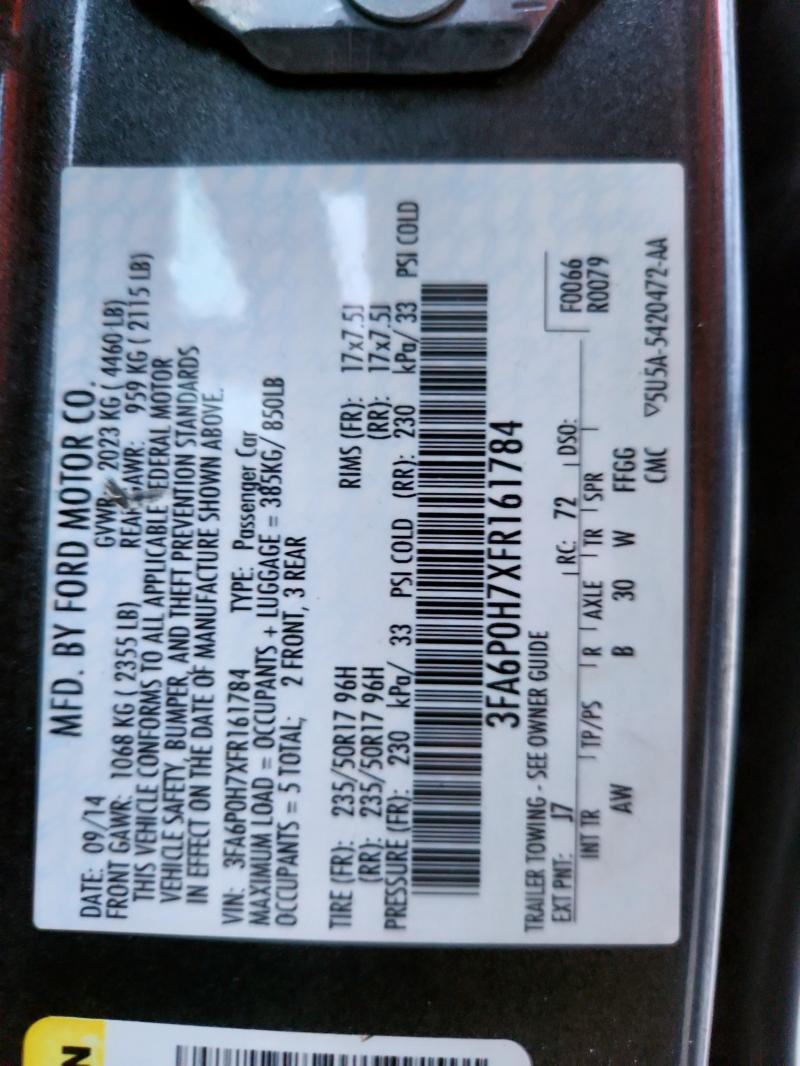 MFD. BY FORD MOTOR CO.
DATE: 09/14 GVWR: 2023 KG ( 4460 LB)
FRONT GAWR: 1068 KG ( 2355 LB) REAR GAWR: 959 KG ( 2115 LB)
THIS VEHICLE CONFORMS TO ALL APPLICABLE FEDERAL MOTOR
VEHICLE SAFETY, BUMPER, AND THEFT PREVENTION STANDARDS
IN EFFECT ON THE DATE OF MANUFACTURE SHOWN ABOVE.
VIN: 3FA6P0H7XFR161784 TYPE: Passenger Car
MAXIMUM LOAD = OCCUPANTS + LUGGAGE = 385KG/ 850LB
OCCUPANTS = 5 TOTAL; 2 FRONT, 3 REAR
TIRE (FR): 235/50R17 96H RIMS (FR): 17x7.5J
(RR): 235/50R17 96H (RR): 17x7.5J
PRESSURE (FR): 230 kPa/ 33 PSI COLD (RR): 230 kPa/ 33 PSI COLD
3FA6P0H7XFR161784
TRAILER TOWING - SEE OWNER GUIDE
EXT PNT: J7 RC: 72 DSO: F0066
INT TR TP/PS R AXLE TR SPR R0079
AW B 30 W FFGG
CMC ▽5U5A-5420472-AA
N